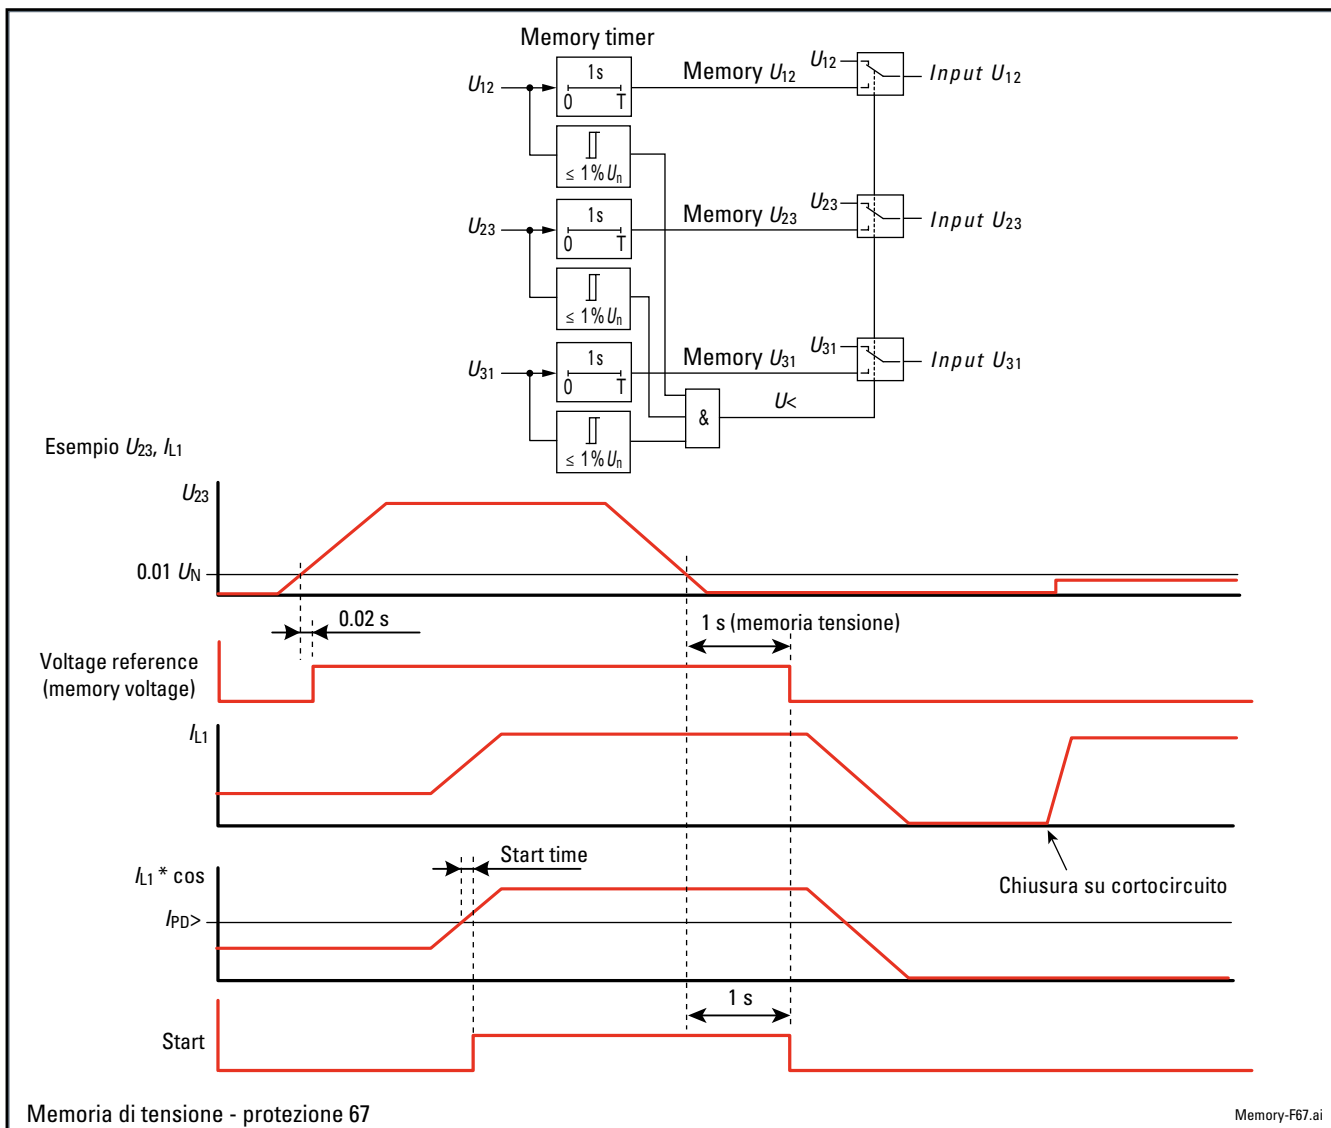 Memory timer
U12
1s
0 T
Memory U12
U12
Input U12
≤ 1% Un
U23
1s
0 T
Memory U23
U23
Input U23
≤ 1% Un
U31
1s
0 T
Memory U31
U31
Input U31
≤ 1% Un
&
U<
Esempio U23, IL1
U23
0.01 UN
0.02 s
1 s (memoria tensione)
Voltage reference
(memory voltage)
IL1
Chiusura su cortocircuito
Start time
IL1 * cos
IPD>
1 s
Start
Memoria di tensione - protezione 67
Memory-F67.ai